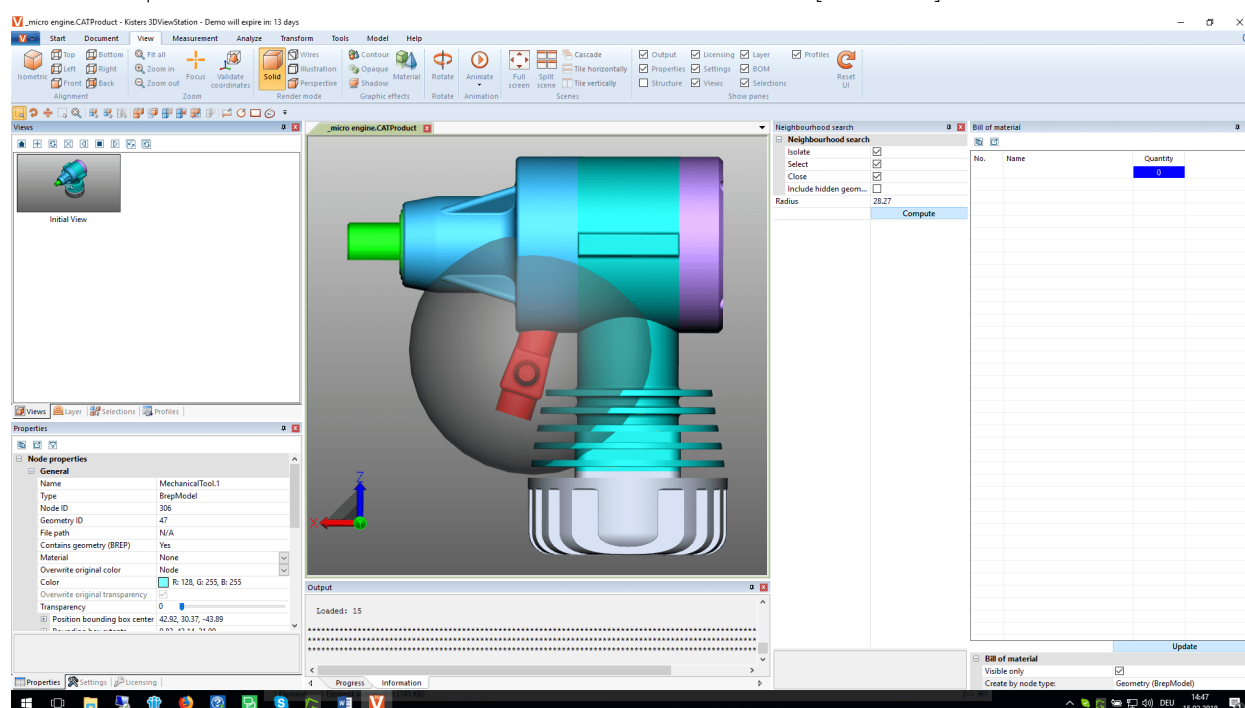 _micro engine.CATProduct - Kisters 3DViewStation - Demo will expire in: 13 days
Start Document View Measurement Analyze Transform Tools Model Help
Top Bottom Fit all Wires Contour Cascade Output Licensing Layer Profiles
Left Right Zoom in Illustration Opaque Tile horizontally Properties Settings BOM
Front Back Zoom out Perspective Shadow Tile vertically Structure Views Selections
Isometric Focus Validate coordinates Solid Material Rotate Animate Full screen Split scene Reset UI
Alignment Zoom Render mode Graphic effects Rotate Animation Scenes Show panes
Views
Initial View
Views Layer Selections Profiles
Properties
Node properties
General
Name MechanicalTool.1
Type BrepModel
Node ID 306
Geometry ID 47
File path N/A
Contains geometry (BREP) Yes
Material None
Overwrite original color Node
Color R: 128, G: 255, B: 255
Overwrite original transparency
Transparency 0
Position bounding box center 42.92, 30.37, -43.89
Properties Settings Licensing
_micro engine.CATProduct
Z
X
Output
Loaded: 15
Progress Information
Neighbourhood search
Neighbourhood search
Isolate
Select
Close
Include hidden geom...
Radius 28.27
Compute
Bill of material
No. Name Quantity
0
Update
Bill of material
Visible only
Create by node type: Geometry (BrepModel)
DEU
14:47